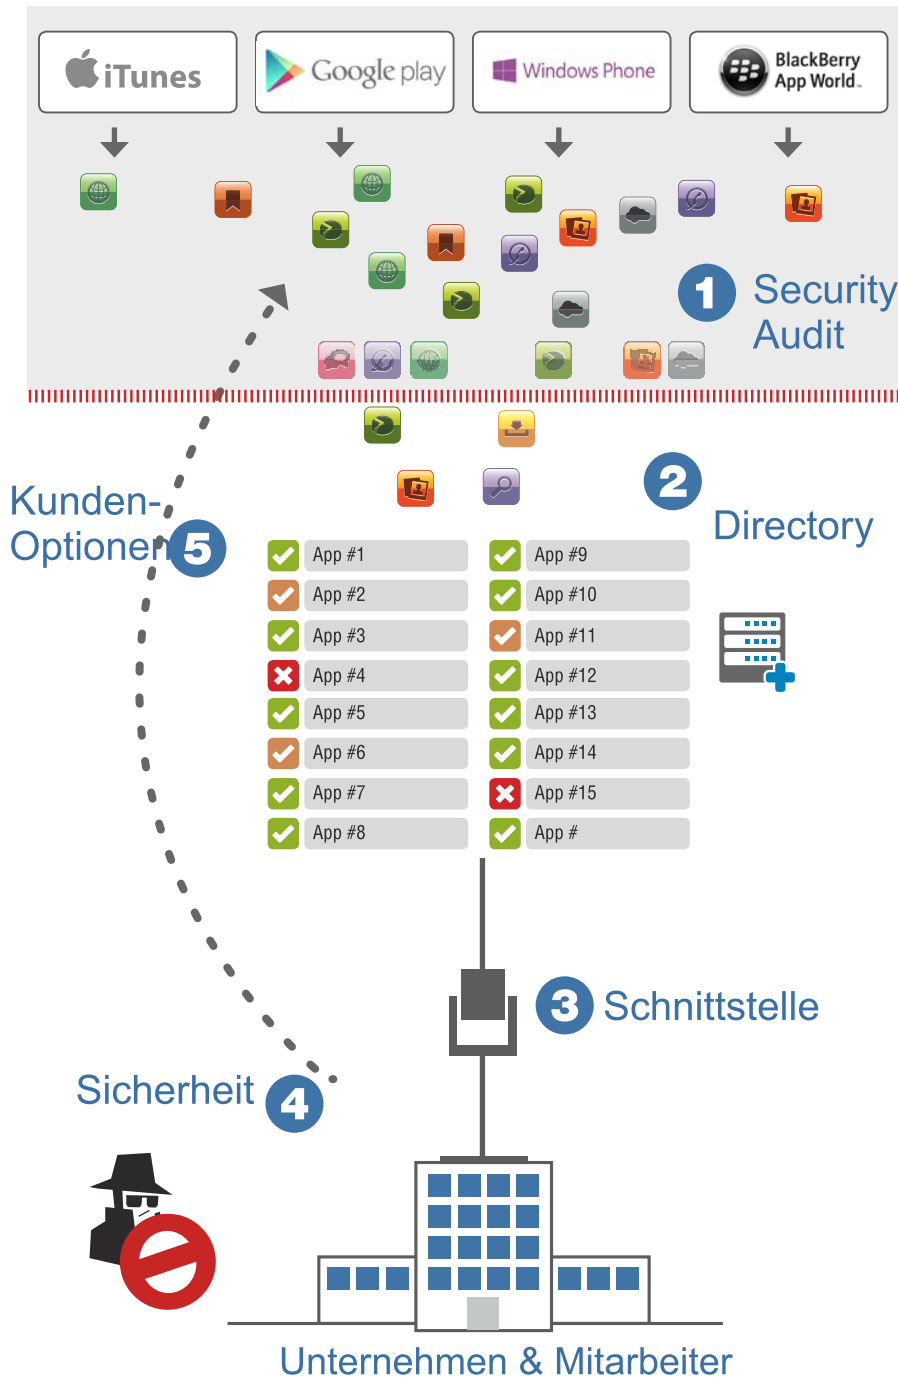 iTunes
Google play
Windows Phone
BlackBerry
App World™
1
Security
Audit
2
Directory
Kunden-
Optionen
5
App #1
App #2
App #3
App #4
App #5
App #6
App #7
App #8
App #9
App #10
App #11
App #12
App #13
App #14
App #15
App #
3
Schnittstelle
Sicherheit
4
Unternehmen & Mitarbeiter